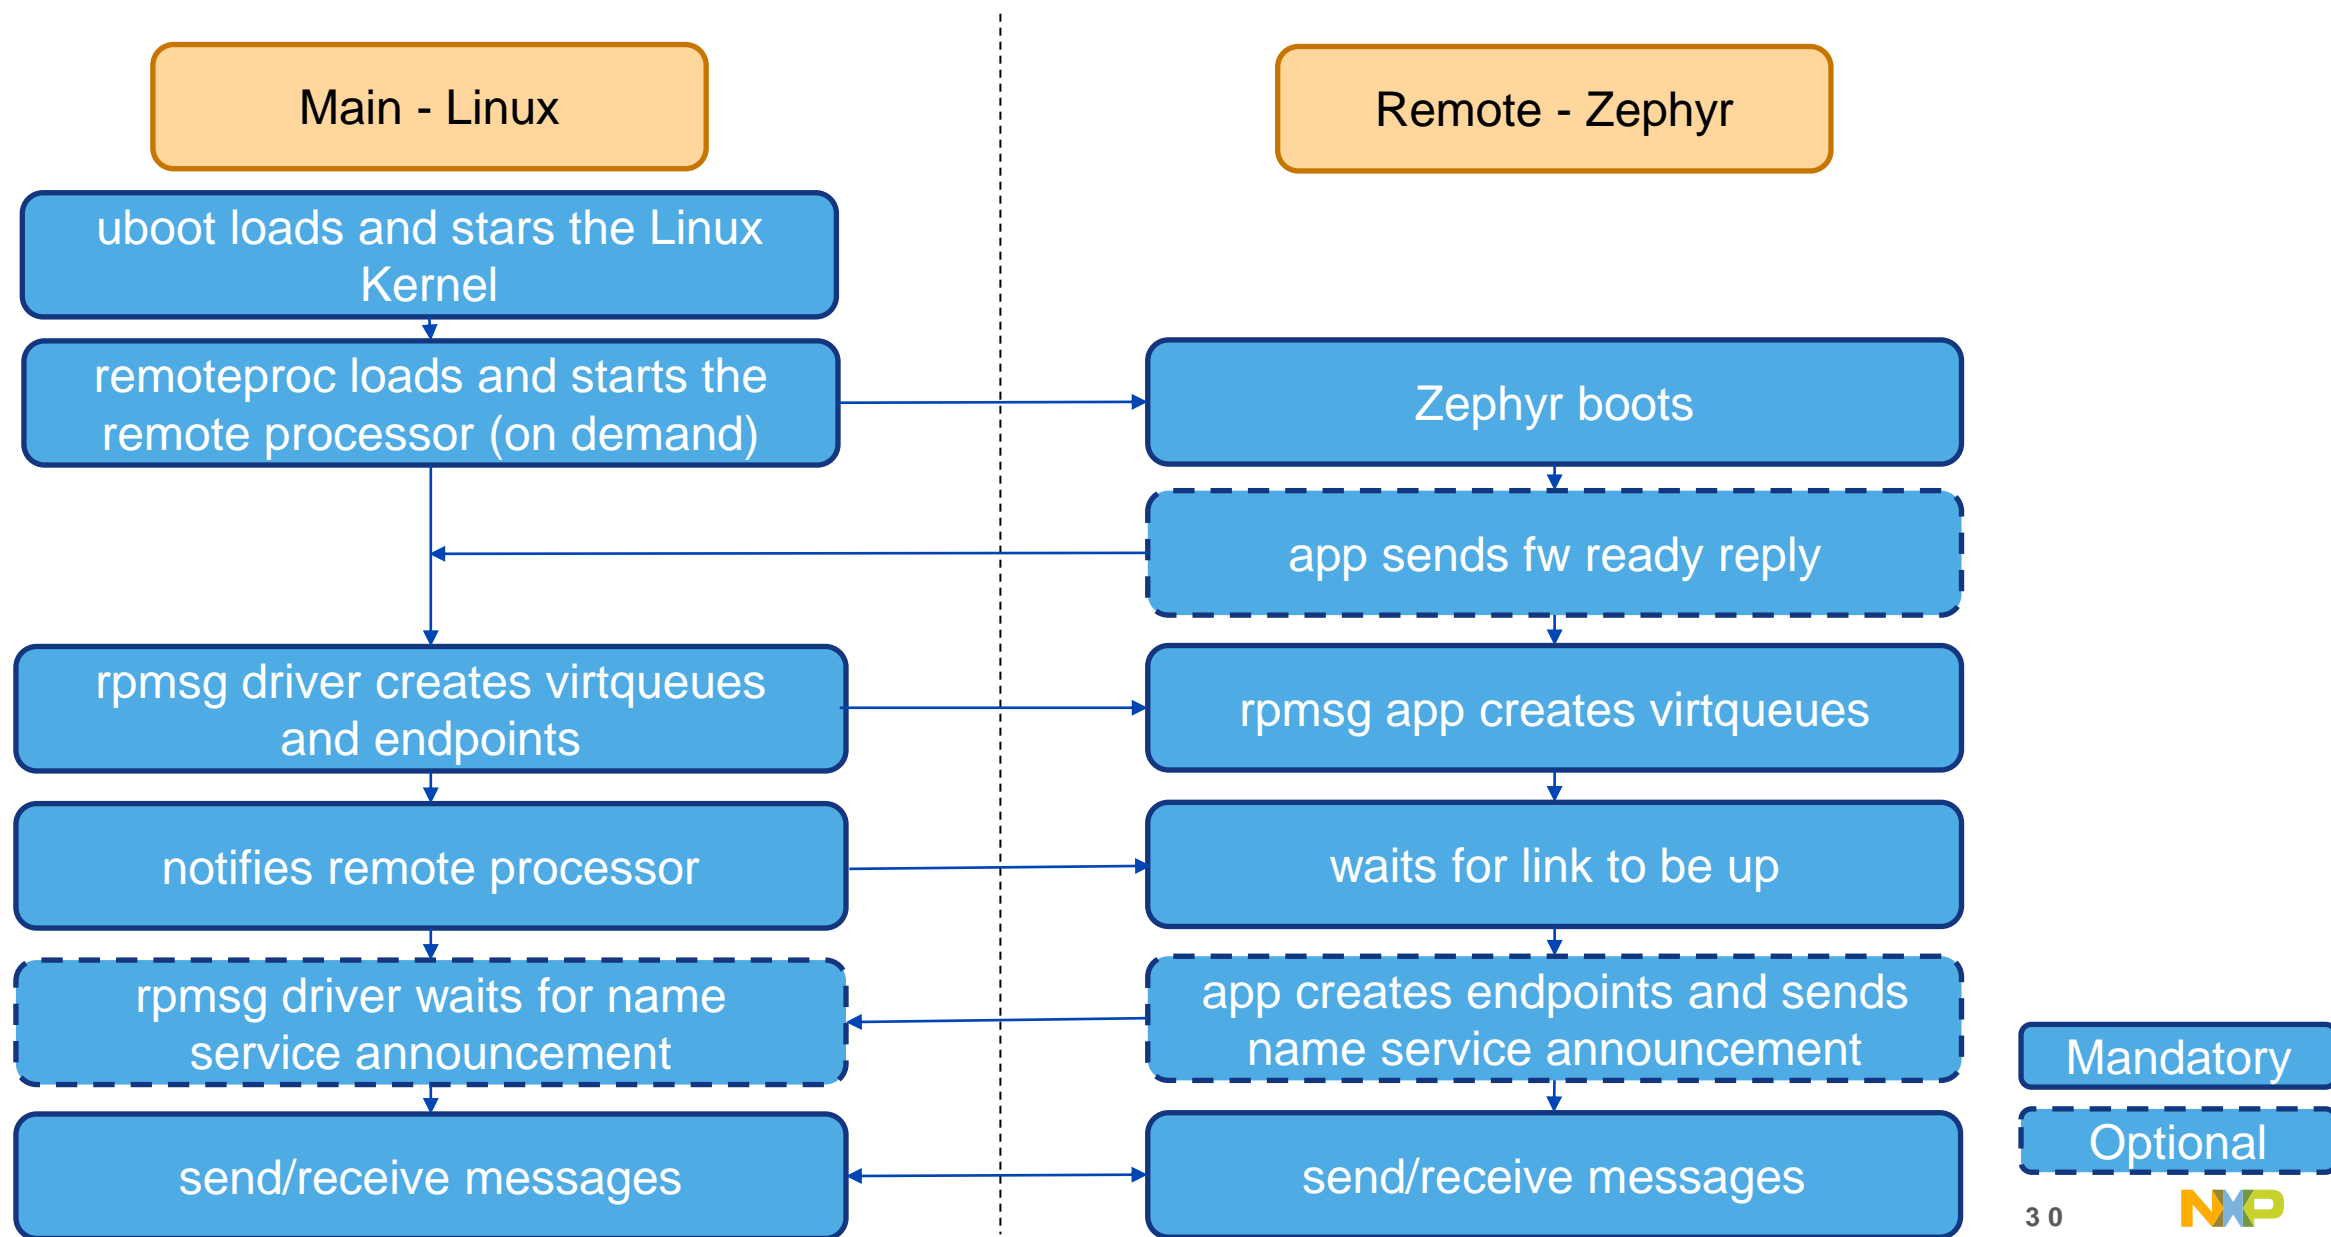 Main - Linux
Remote - Zephyr
uboot loads and stars the Linux
Kernel
remoteproc loads and starts the
remote processor (on demand)
Zephyr boots
app sends fw ready reply
rpmsg driver creates virtqueues
and endpoints
rpmsg app creates virtqueues
notifies remote processor
waits for link to be up
rpmsg driver waits for name
service announcement
app creates endpoints and sends
name service announcement
send/receive messages
send/receive messages
Mandatory
Optional
30
NXP